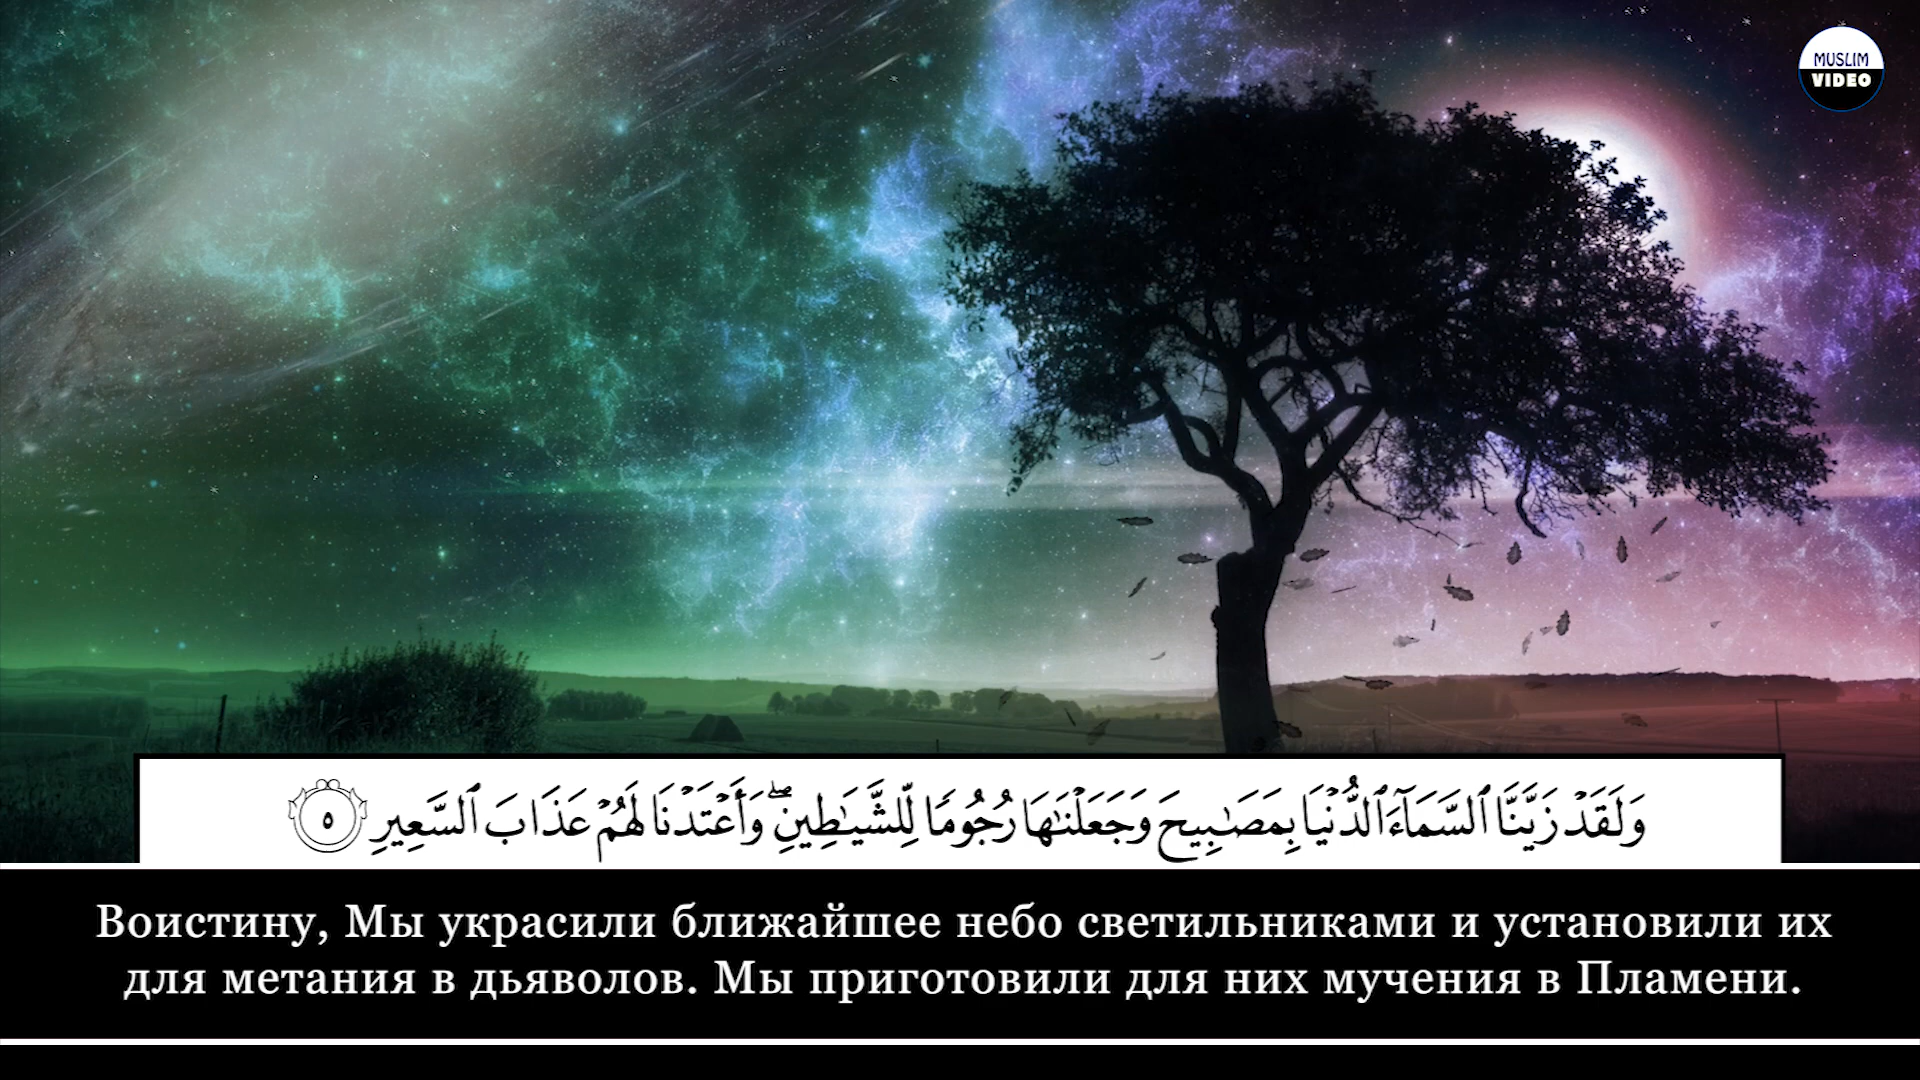 MUSLIM
VIDEO
وَلَقَدْ زَيَّنَّا ٱلسَّمَآءَ ٱلدُّنْيَا بِمَصَٰبِيحَ وَجَعَلْنَٰهَا رُجُومًا لِّلشَّيَٰطِينِ ۖ وَأَعْتَدْنَا لَهُمْ عَذَابَ ٱلسَّعِيرِ ٥
Воистину, Мы украсили ближайшее небо светильниками и установили их
для метания в дьяволов. Мы приготовили для них мучения в Пламени.